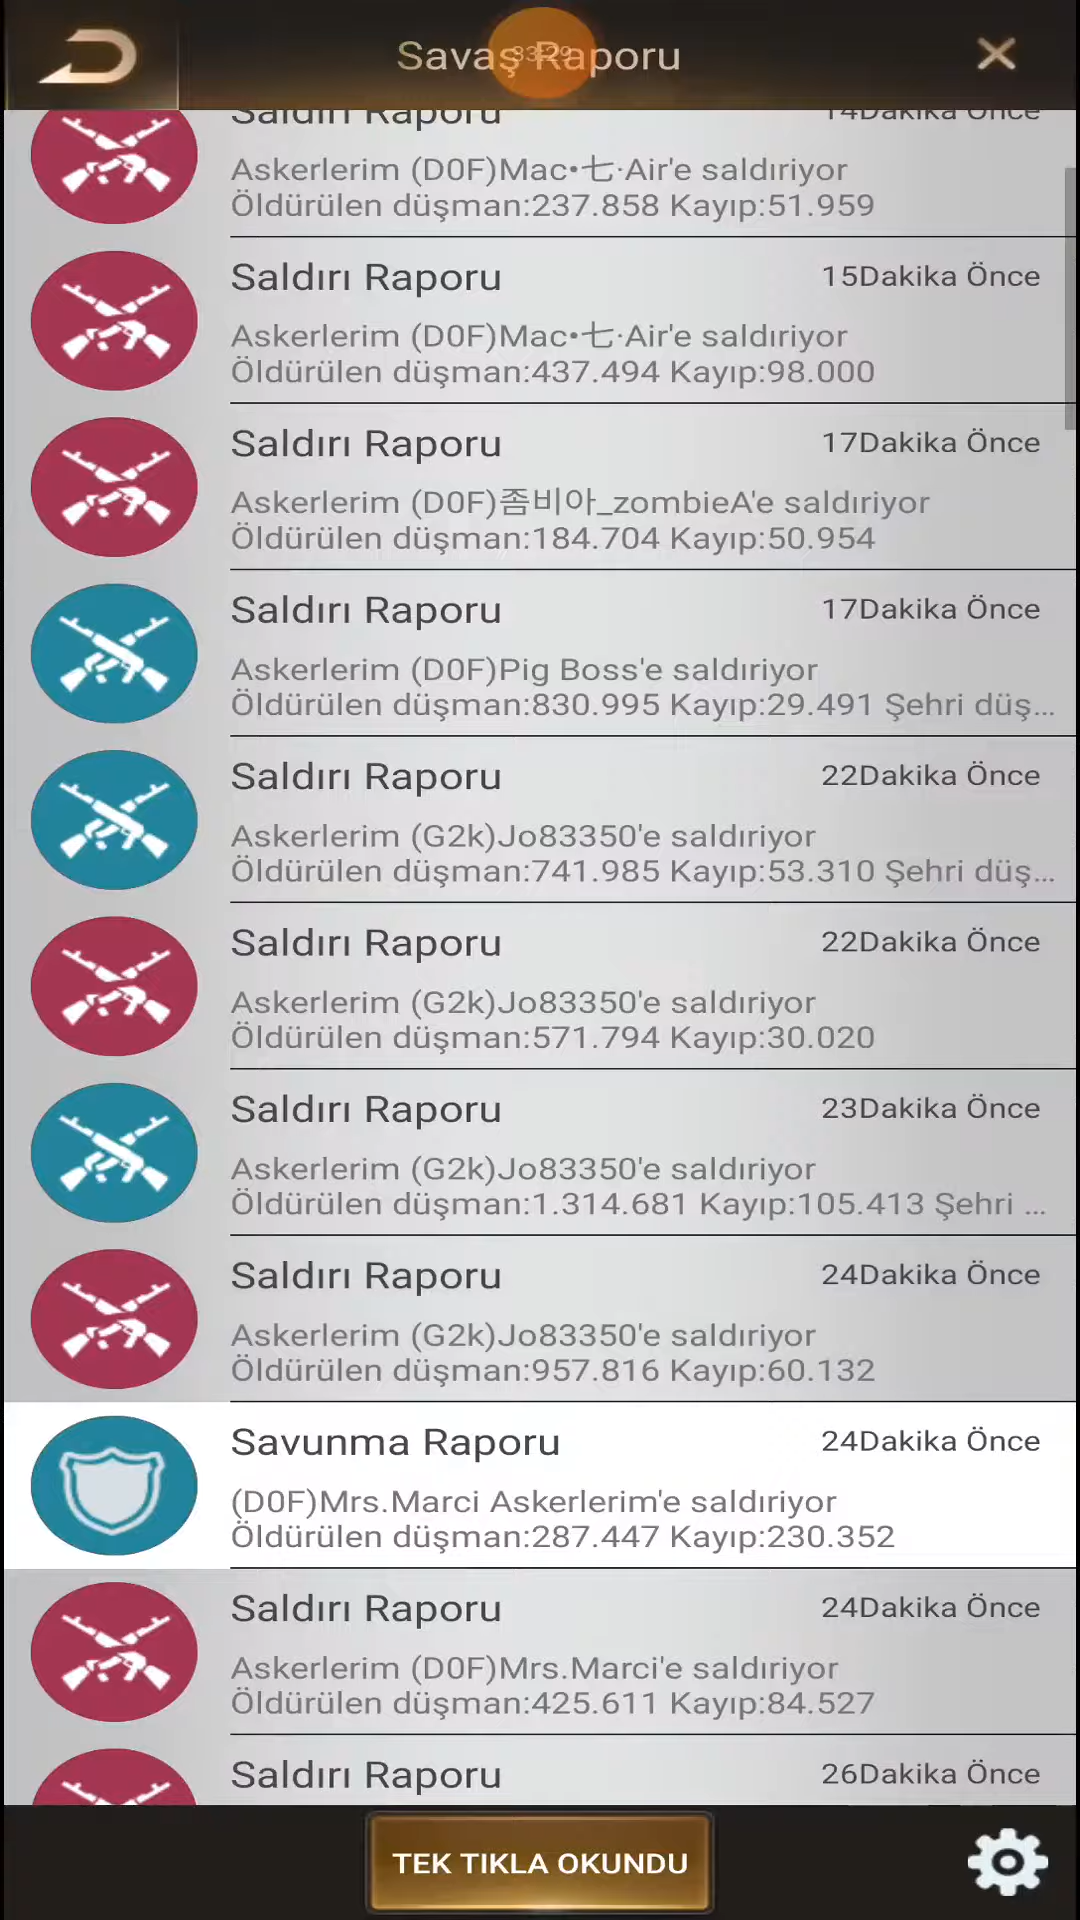 Savaş Raporu
33:29
Saldırı Raporu
14Dakika Önce
Askerlerim (D0F)Mac•七·Air'e saldırıyor
Öldürülen düşman:237.858 Kayıp:51.959
Saldırı Raporu
15Dakika Önce
Askerlerim (D0F)Mac•七·Air'e saldırıyor
Öldürülen düşman:437.494 Kayıp:98.000
Saldırı Raporu
17Dakika Önce
Askerlerim (D0F)좀비아_zombieA'e saldırıyor
Öldürülen düşman:184.704 Kayıp:50.954
Saldırı Raporu
17Dakika Önce
Askerlerim (D0F)Pig Boss'e saldırıyor
Öldürülen düşman:830.995 Kayıp:29.491 Şehri düş...
Saldırı Raporu
22Dakika Önce
Askerlerim (G2k)Jo83350'e saldırıyor
Öldürülen düşman:741.985 Kayıp:53.310 Şehri düş...
Saldırı Raporu
22Dakika Önce
Askerlerim (G2k)Jo83350'e saldırıyor
Öldürülen düşman:571.794 Kayıp:30.020
Saldırı Raporu
23Dakika Önce
Askerlerim (G2k)Jo83350'e saldırıyor
Öldürülen düşman:1.314.681 Kayıp:105.413 Şehri ...
Saldırı Raporu
24Dakika Önce
Askerlerim (G2k)Jo83350'e saldırıyor
Öldürülen düşman:957.816 Kayıp:60.132
Savunma Raporu
24Dakika Önce
(D0F)Mrs.Marci Askerlerim'e saldırıyor
Öldürülen düşman:287.447 Kayıp:230.352
Saldırı Raporu
24Dakika Önce
Askerlerim (D0F)Mrs.Marci'e saldırıyor
Öldürülen düşman:425.611 Kayıp:84.527
Saldırı Raporu
26Dakika Önce
TEK TIKLA OKUNDU